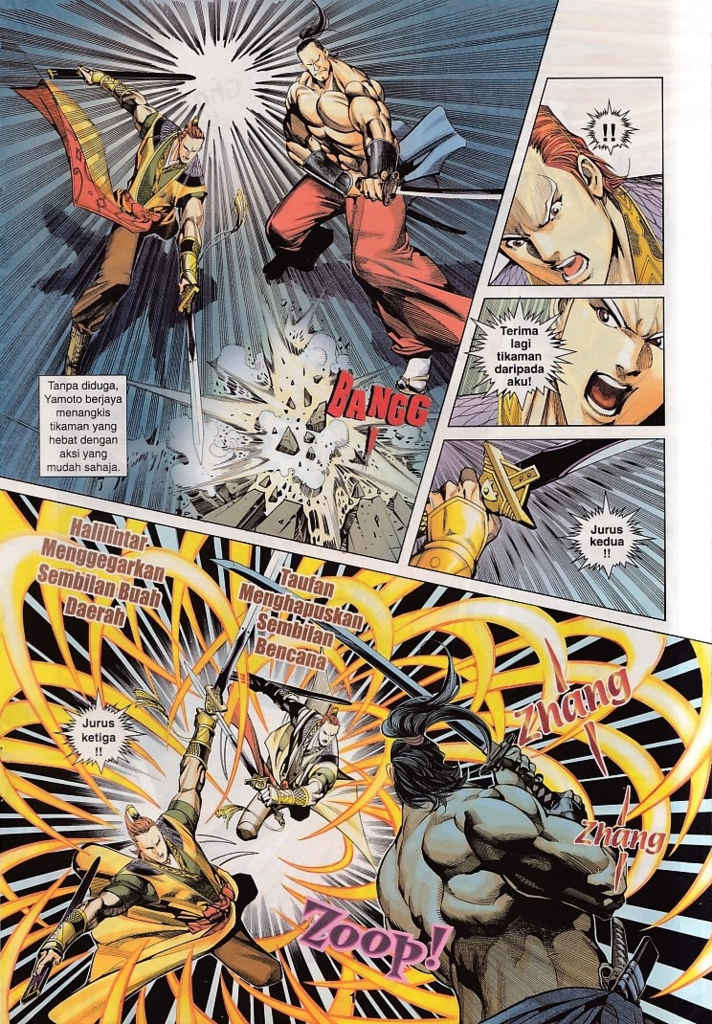 !!
Terima
lagi
tikaman
daripada
aku!
BANGG
!
Tanpa diduga,
Yamoto berjaya
menangkis
tikaman yang
hebat dengan
aksi yang
mudah sahaja.
Jurus
kedua
!!
Halilintar
Menggegarkan
Sembilan Buah
Daerah
Taufan
Menghapuskan
Sembilan
Bencana
Jurus
ketiga
!!
Zhang
Zhang
Zoop!